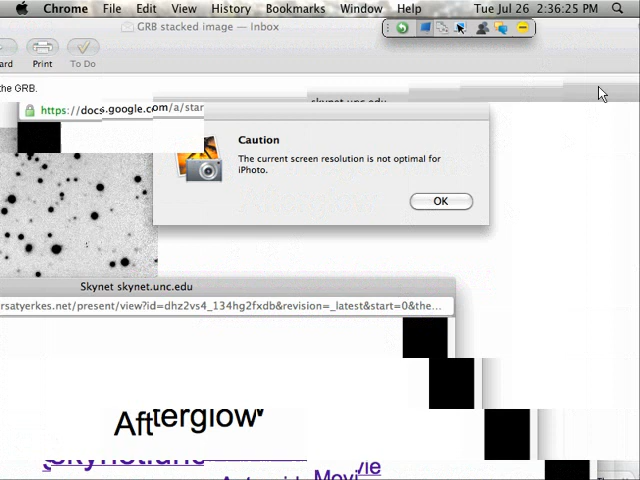 Chrome File Edit View History Bookmarks Window Help Tue Jul 26 2:36:25 PM
GRB stacked image — Inbox
ard Print To Do
the GRB.
skynet.unc.edu
https://docs.google.com/a/star
Caution
The current screen resolution is not optimal for
iPhoto.
OK
Skynet skynet.unc.edu
rsatyerkes.net/present/view?id=dhz2vs4_134hg2fxdb&revision=_latest&start=0&the...
Afterglow